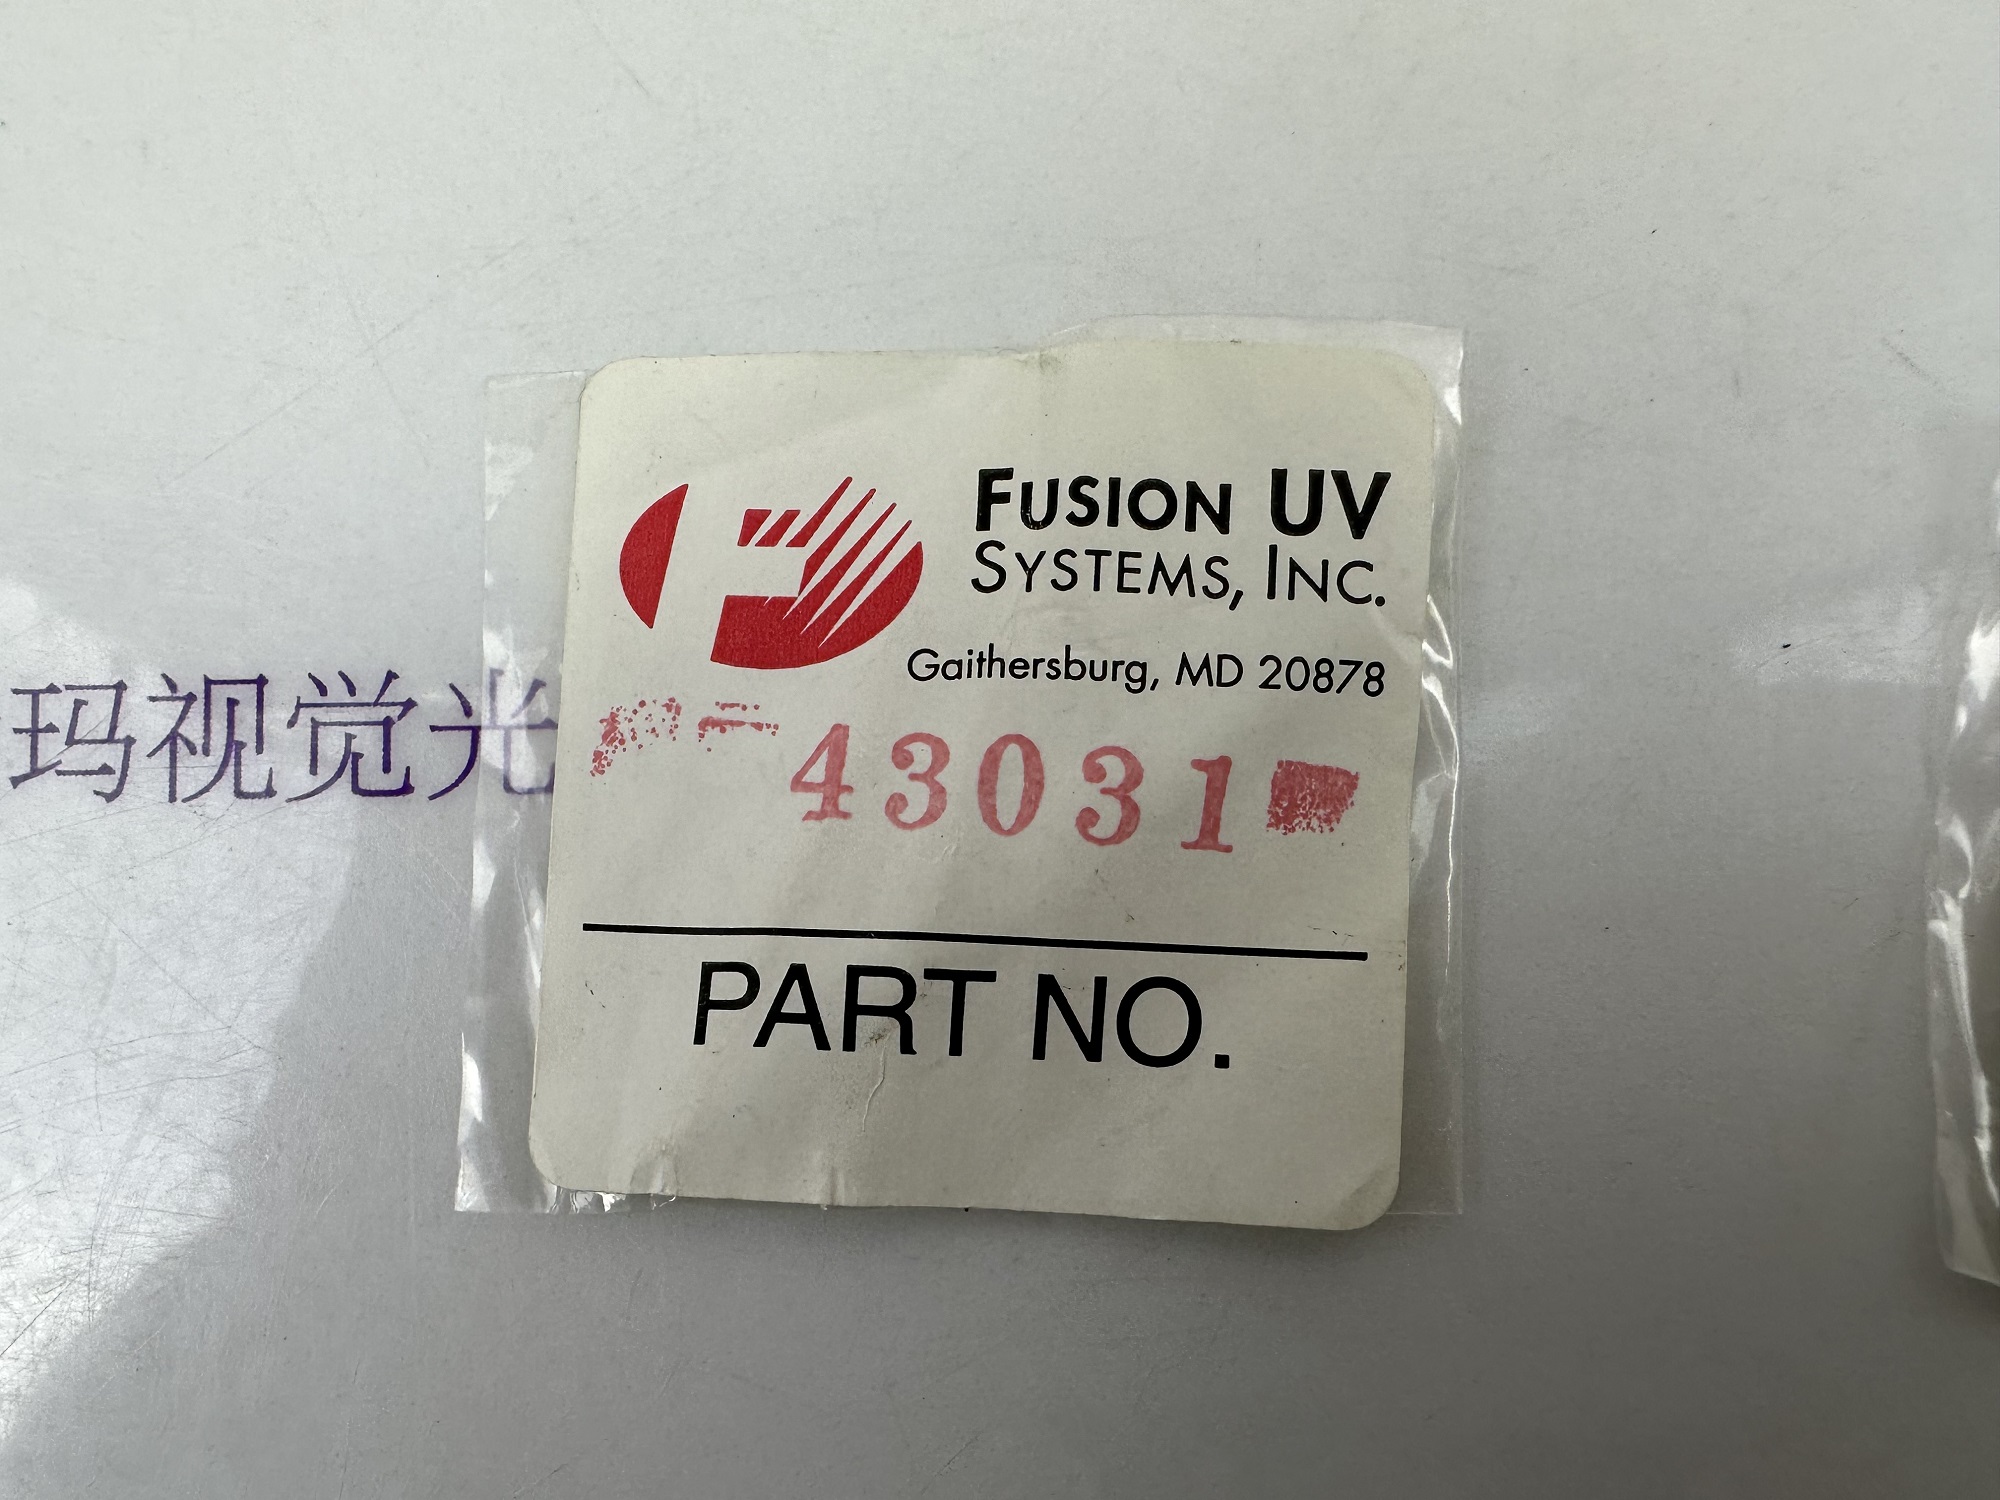 FUSION UV
SYSTEMS, INC.
Gaithersburg, MD 20878
玛视觉光
43031
PART NO.